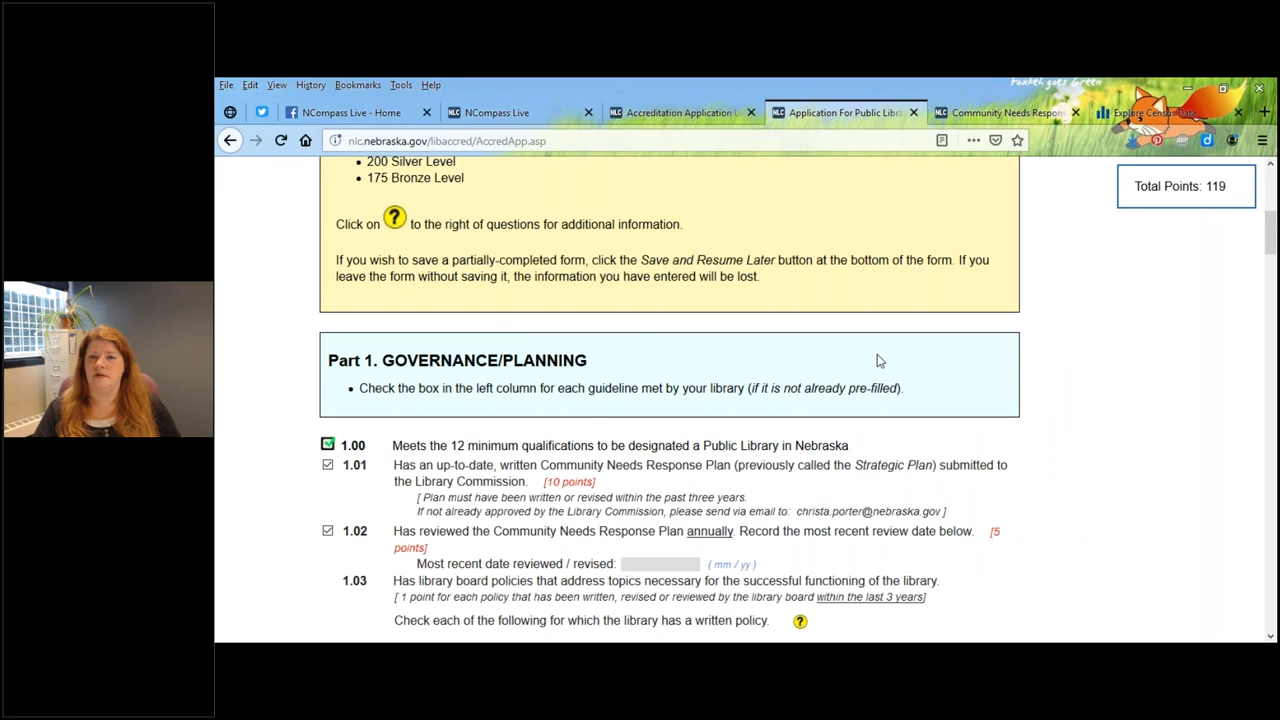 foxkeh goes Green
File Edit View History Bookmarks Tools Help
NCompass Live - Home
NLC NCompass Live
NLC Accreditation Application
NLC Application For Public Libra
NLC Community Needs Respon
Explore Census Data
nlc.nebraska.gov/libaccred/AccredApp.asp
Total Points: 119
• 200 Silver Level
• 175 Bronze Level
Click on ? to the right of questions for additional information.
If you wish to save a partially-completed form, click the Save and Resume Later button at the bottom of the form. If you
leave the form without saving it, the information you have entered will be lost.
Part 1. GOVERNANCE/PLANNING
• Check the box in the left column for each guideline met by your library (if it is not already pre-filled).
1.00 Meets the 12 minimum qualifications to be designated a Public Library in Nebraska
1.01 Has an up-to-date, written Community Needs Response Plan (previously called the Strategic Plan) submitted to
the Library Commission. [10 points]
[ Plan must have been written or revised within the past three years.
If not already approved by the Library Commission, please send via email to: christa.porter@nebraska.gov ]
1.02 Has reviewed the Community Needs Response Plan annually. Record the most recent review date below. [5
points]
Most recent date reviewed / revised: ( mm / yy )
1.03 Has library board policies that address topics necessary for the successful functioning of the library.
[ 1 point for each policy that has been written, revised or reviewed by the library board within the last 3 years]
Check each of the following for which the library has a written policy. ?